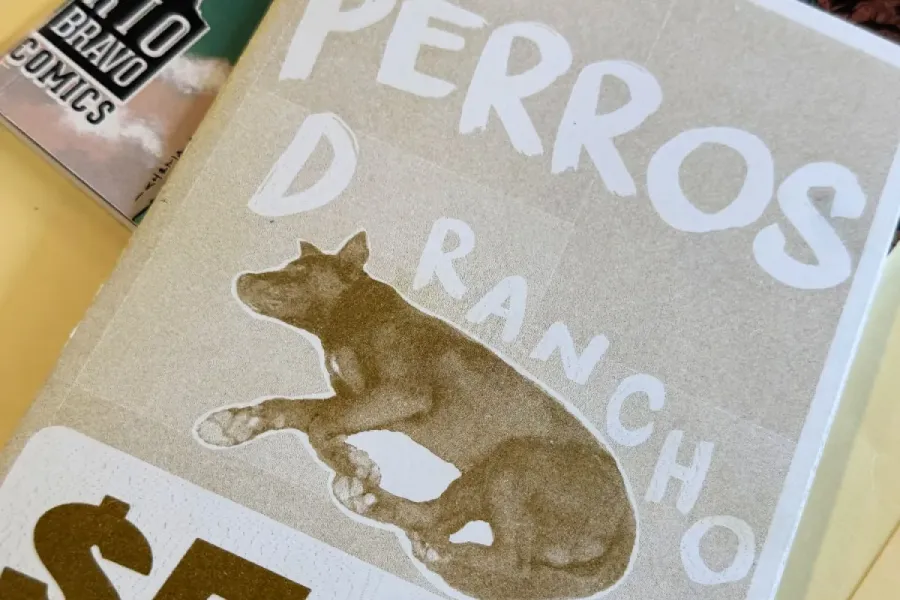 RIO
BRAVO
COMICS
PERROS
D
RANCHO
$